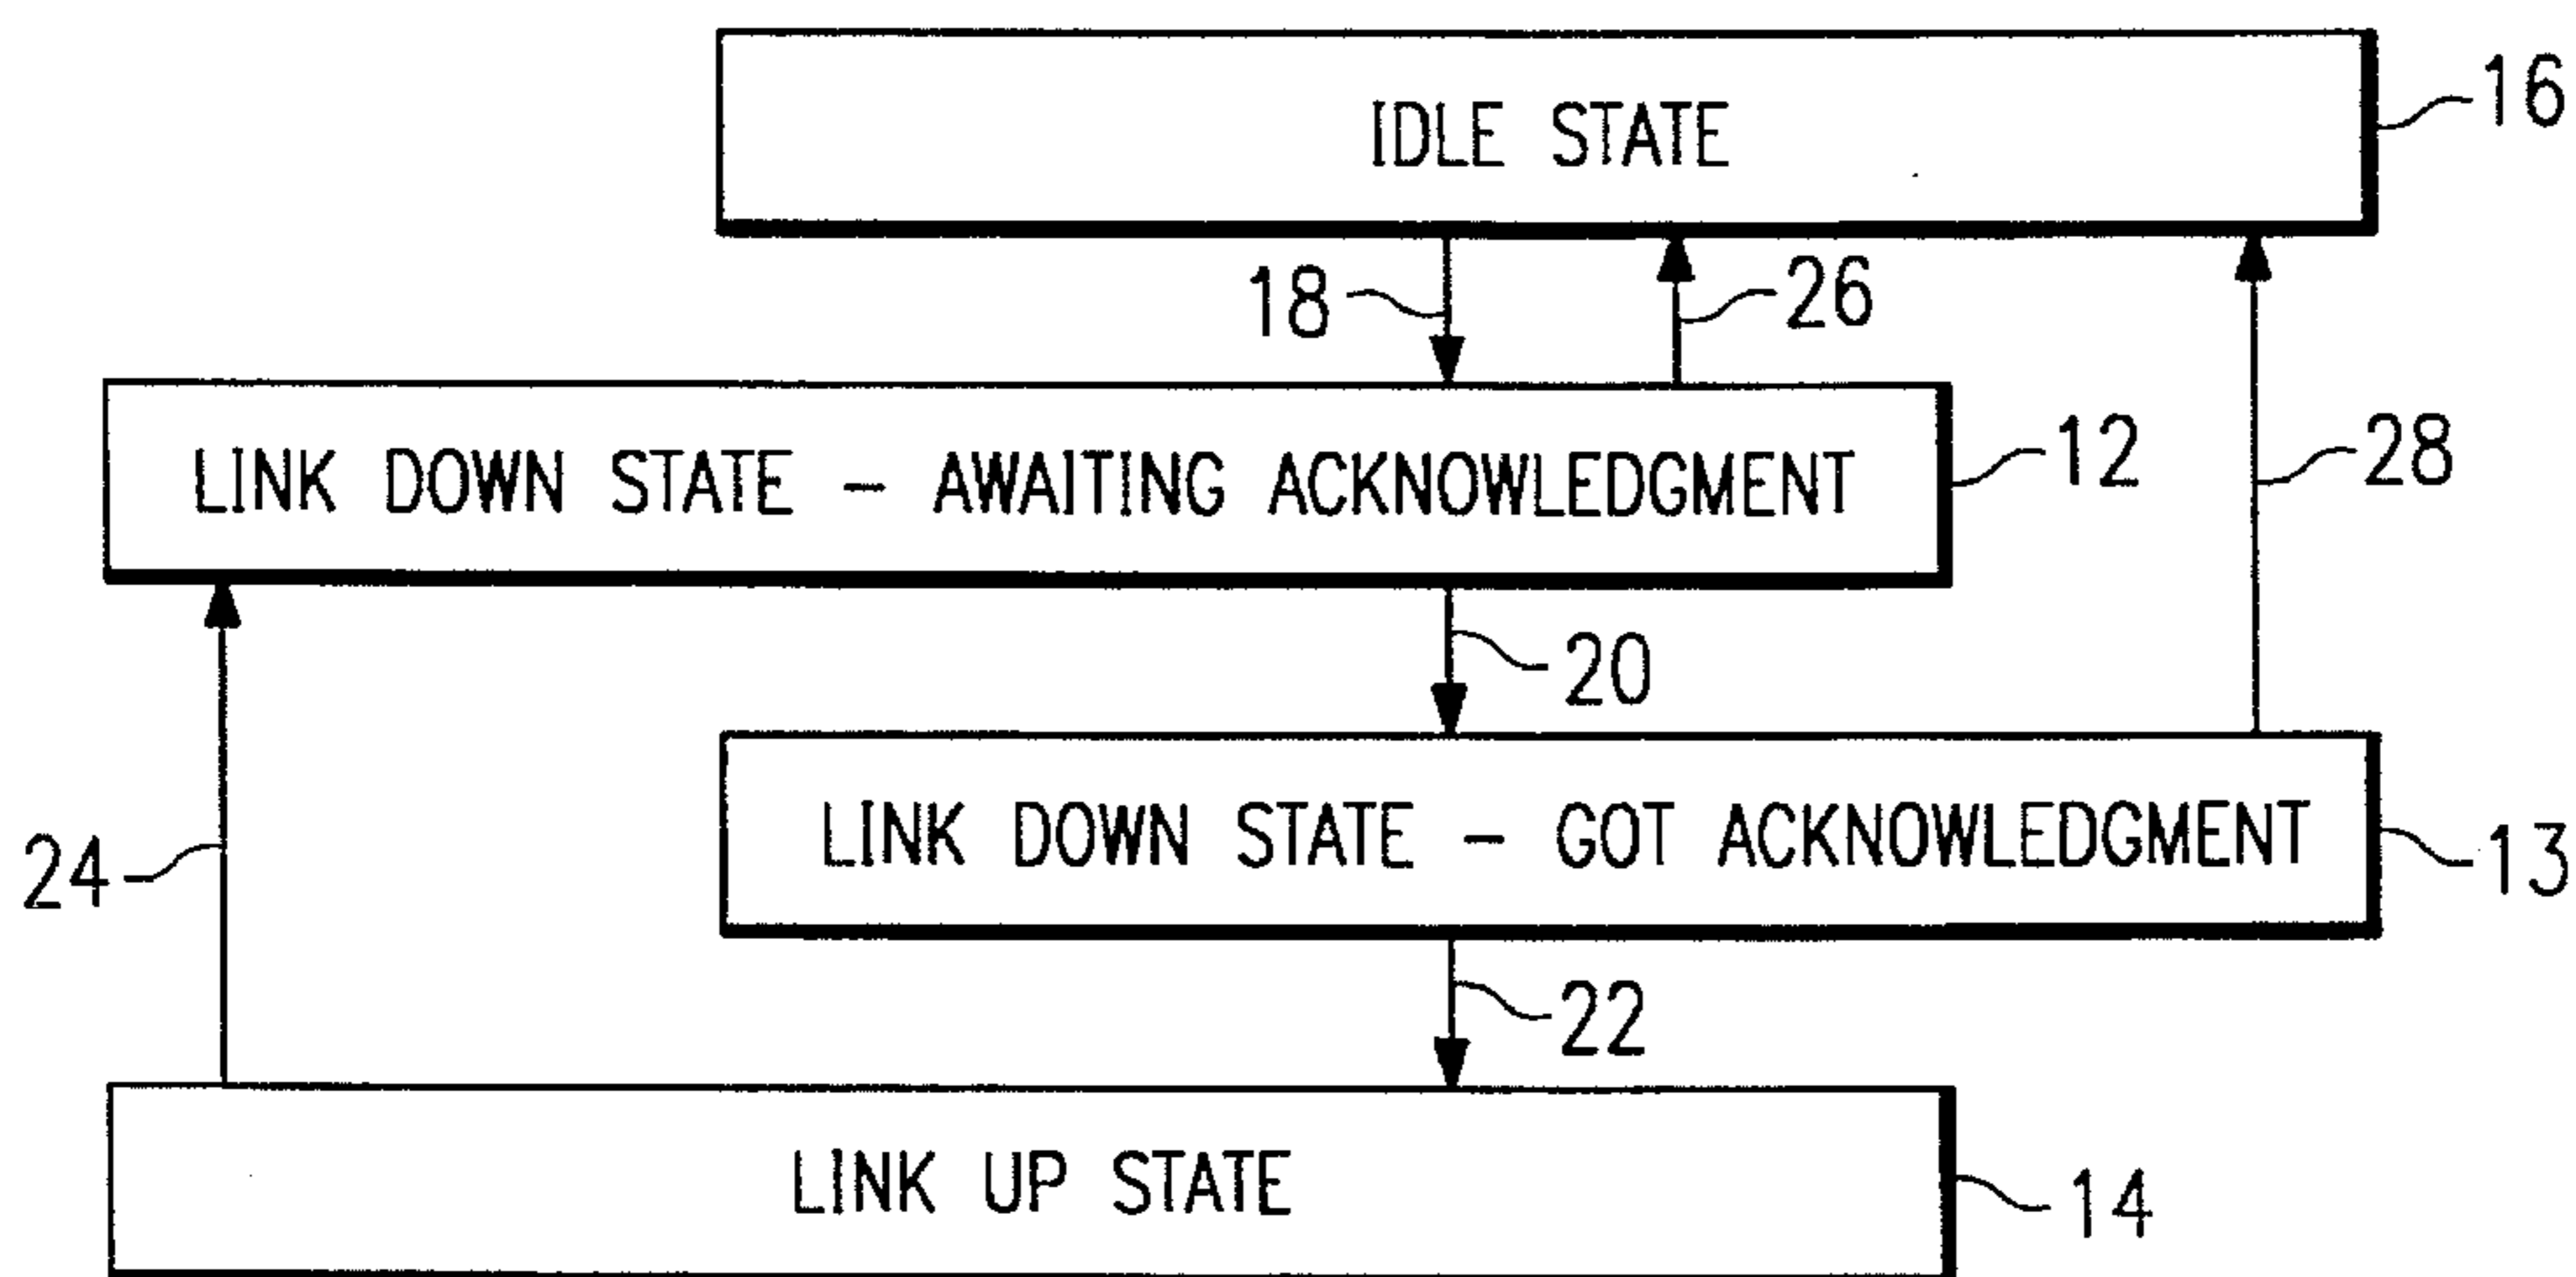 IDLE STATE
16
18
26
LINK DOWN STATE - AWAITING ACKNOWLEDGMENT
12
28
20
LINK DOWN STATE - GOT ACKNOWLEDGMENT
13
24
22
LINK UP STATE
14